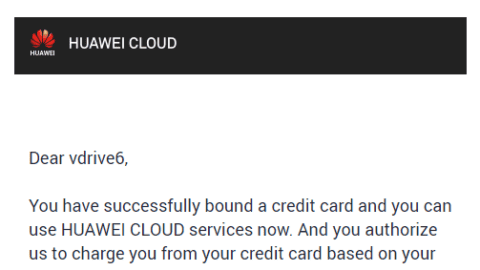 HUAWEI
HUAWEI CLOUD
Dear vdrive6,
You have successfully bound a credit card and you can
use HUAWEI CLOUD services now. And you authorize
us to charge you from your credit card based on your